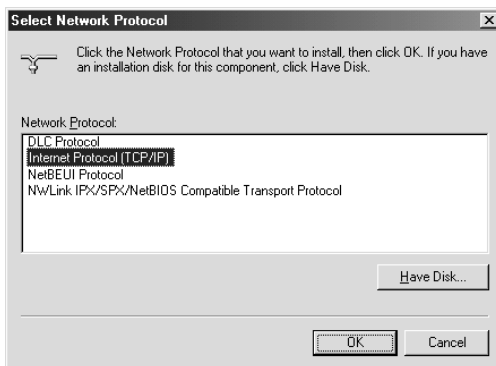 Select Network Protocol
Click the Network Protocol that you want to install, then click OK. If you have
an installation disk for this component, click Have Disk.
Network Protocol:
DLC Protocol
Internet Protocol (TCP/IP)
NetBEUI Protocol
NWLink IPX/SPX/NetBIOS Compatible Transport Protocol
Have Disk...
OK
Cancel